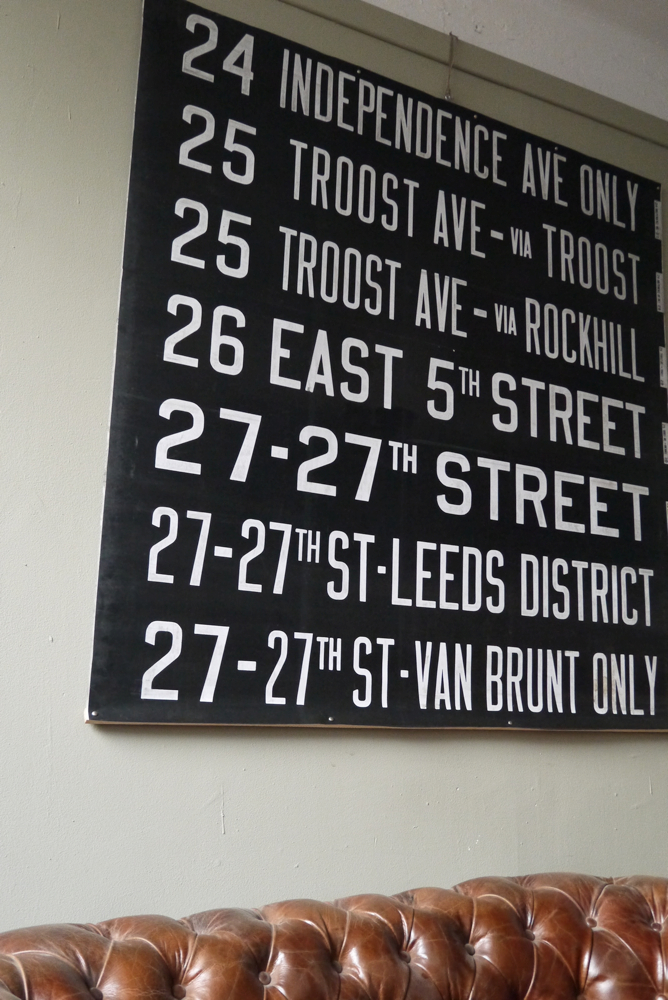 24 INDEPENDENCE AVE ONLY
25 TROOST AVE-VIA TROOST
25 TROOST AVE-VIA ROCKHILL
26 EAST 5TH STREET
27-27TH STREET
27-27TH ST-LEEDS DISTRICT
27-27TH ST-VAN BRUNT ONLY